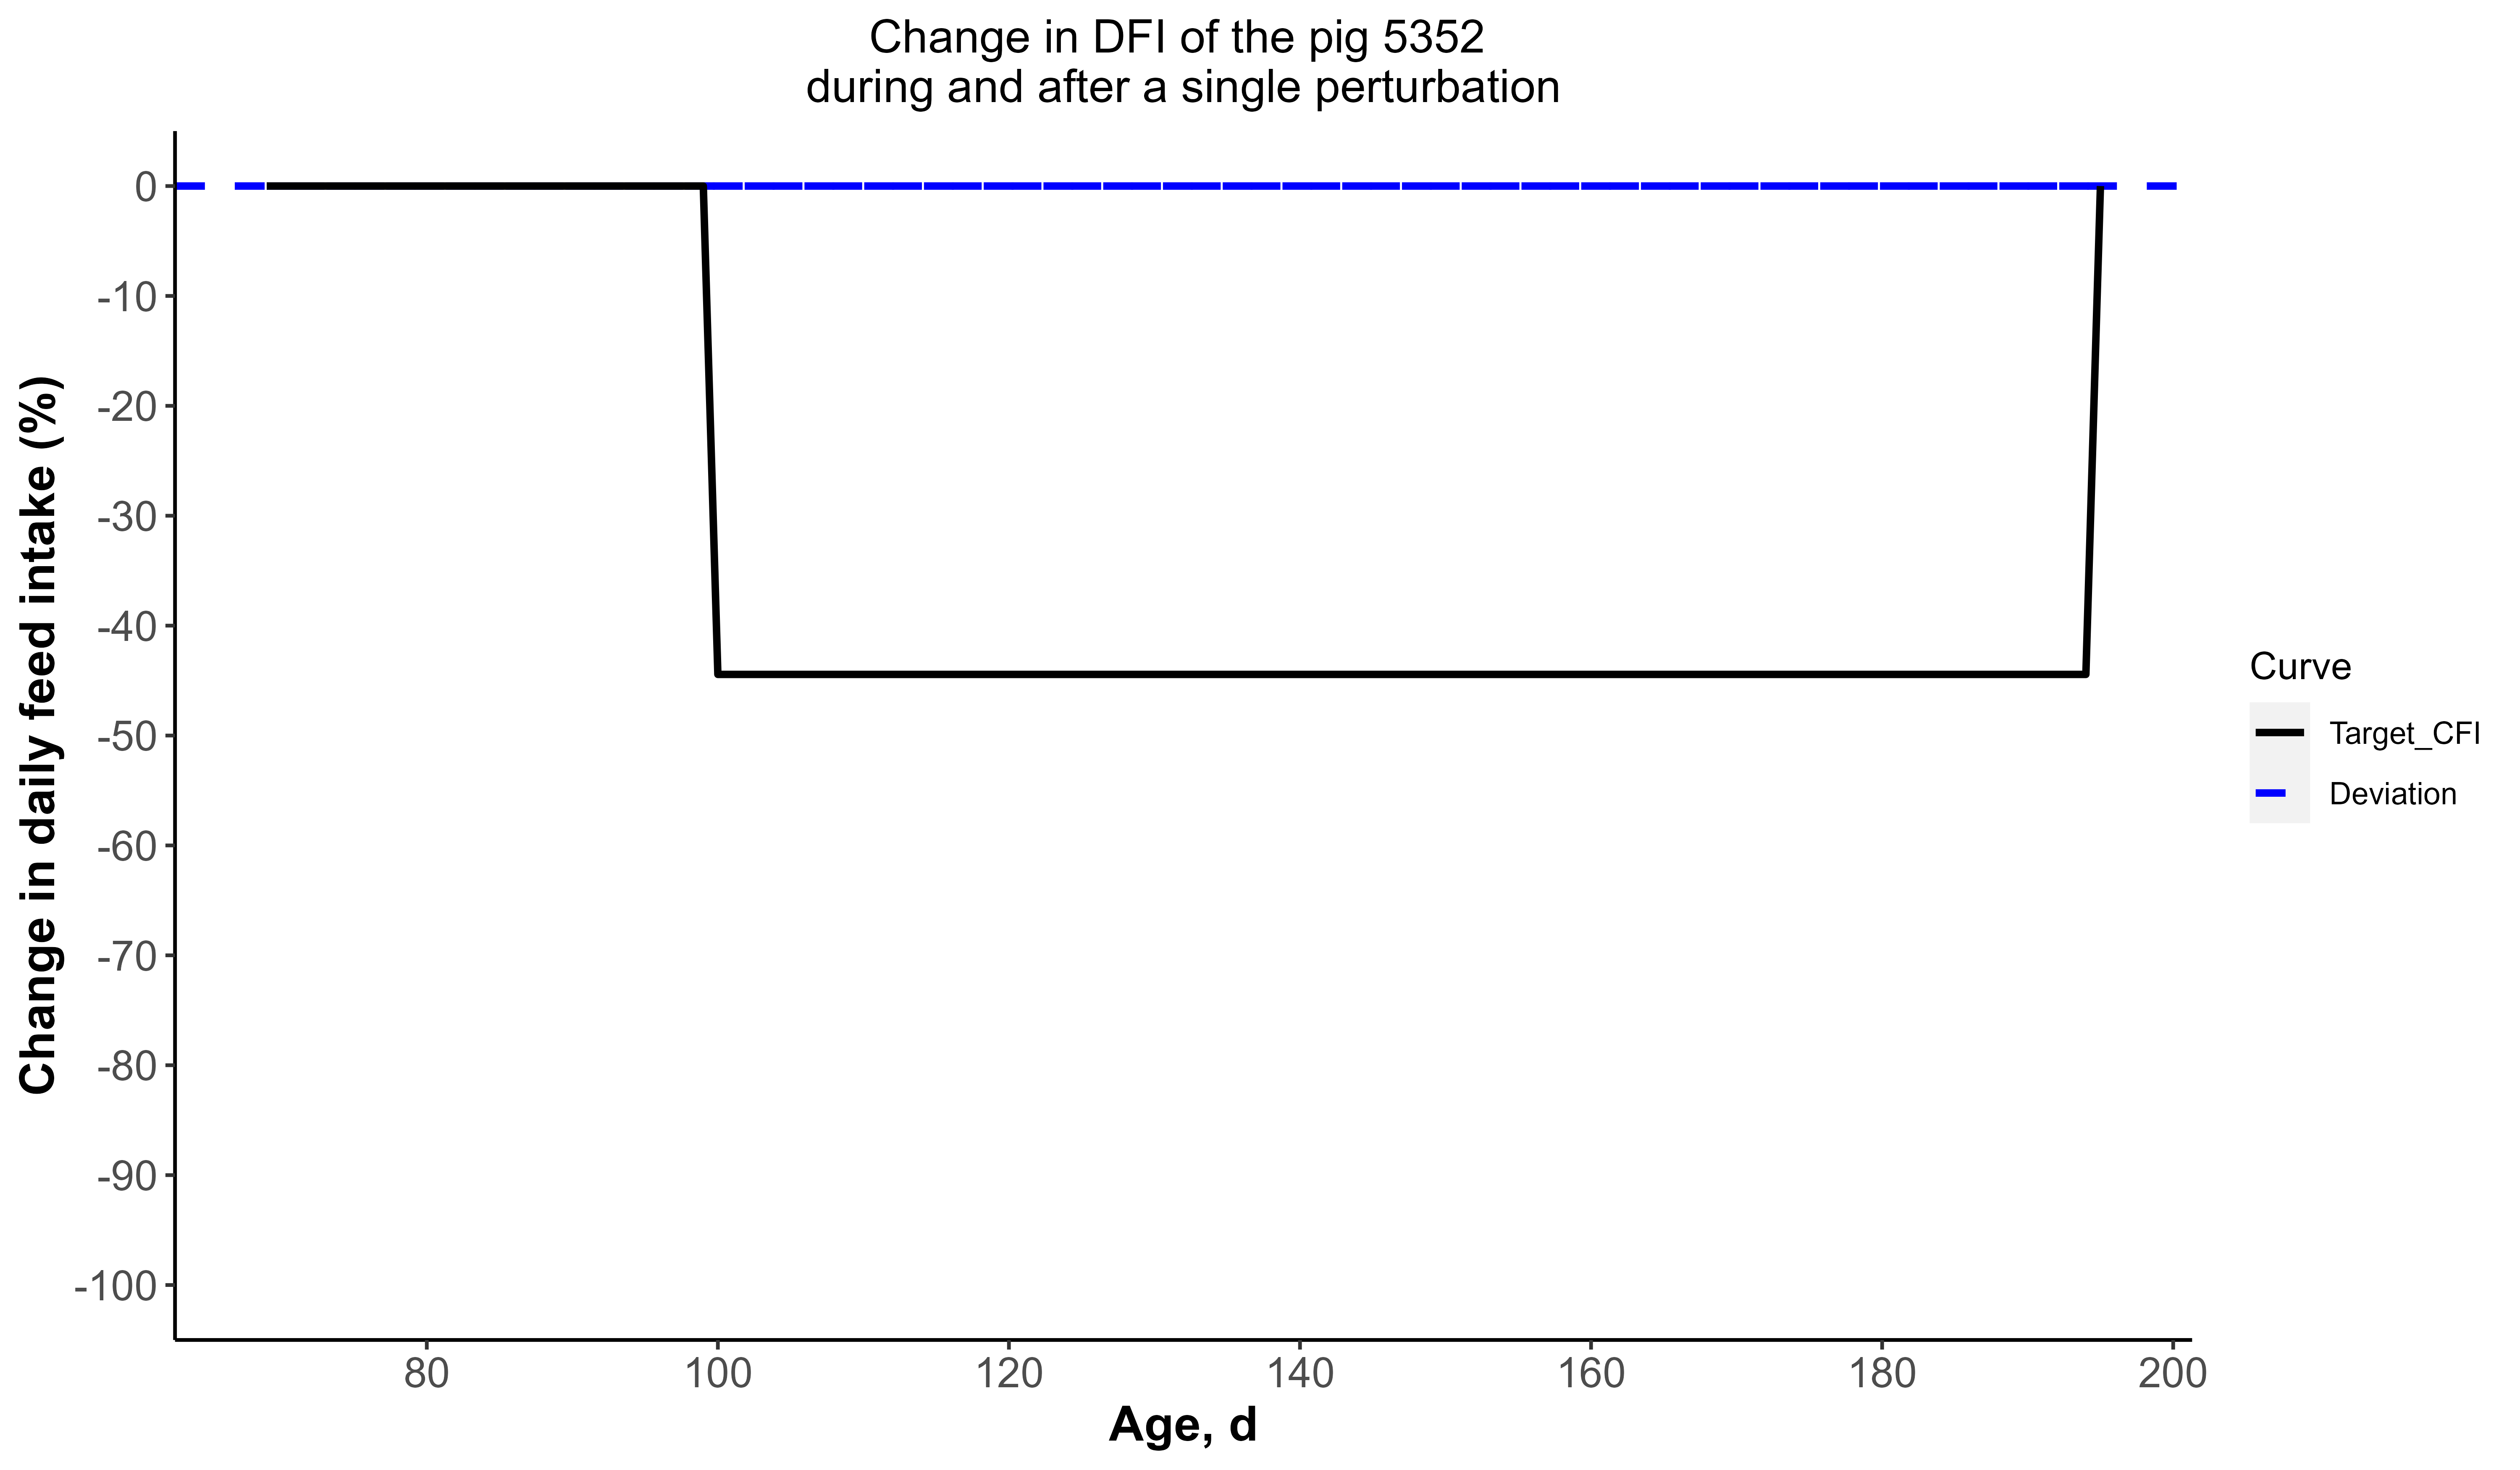 Change in DFI of the pig 5352
during and after a single perturbation
Change in daily feed intake (%)
0
-10
-20
-30
-40
-50
-60
-70
-80
-90
-100
80
100
120
140
160
180
200
Age, d
Curve
Target_CFI
Deviation